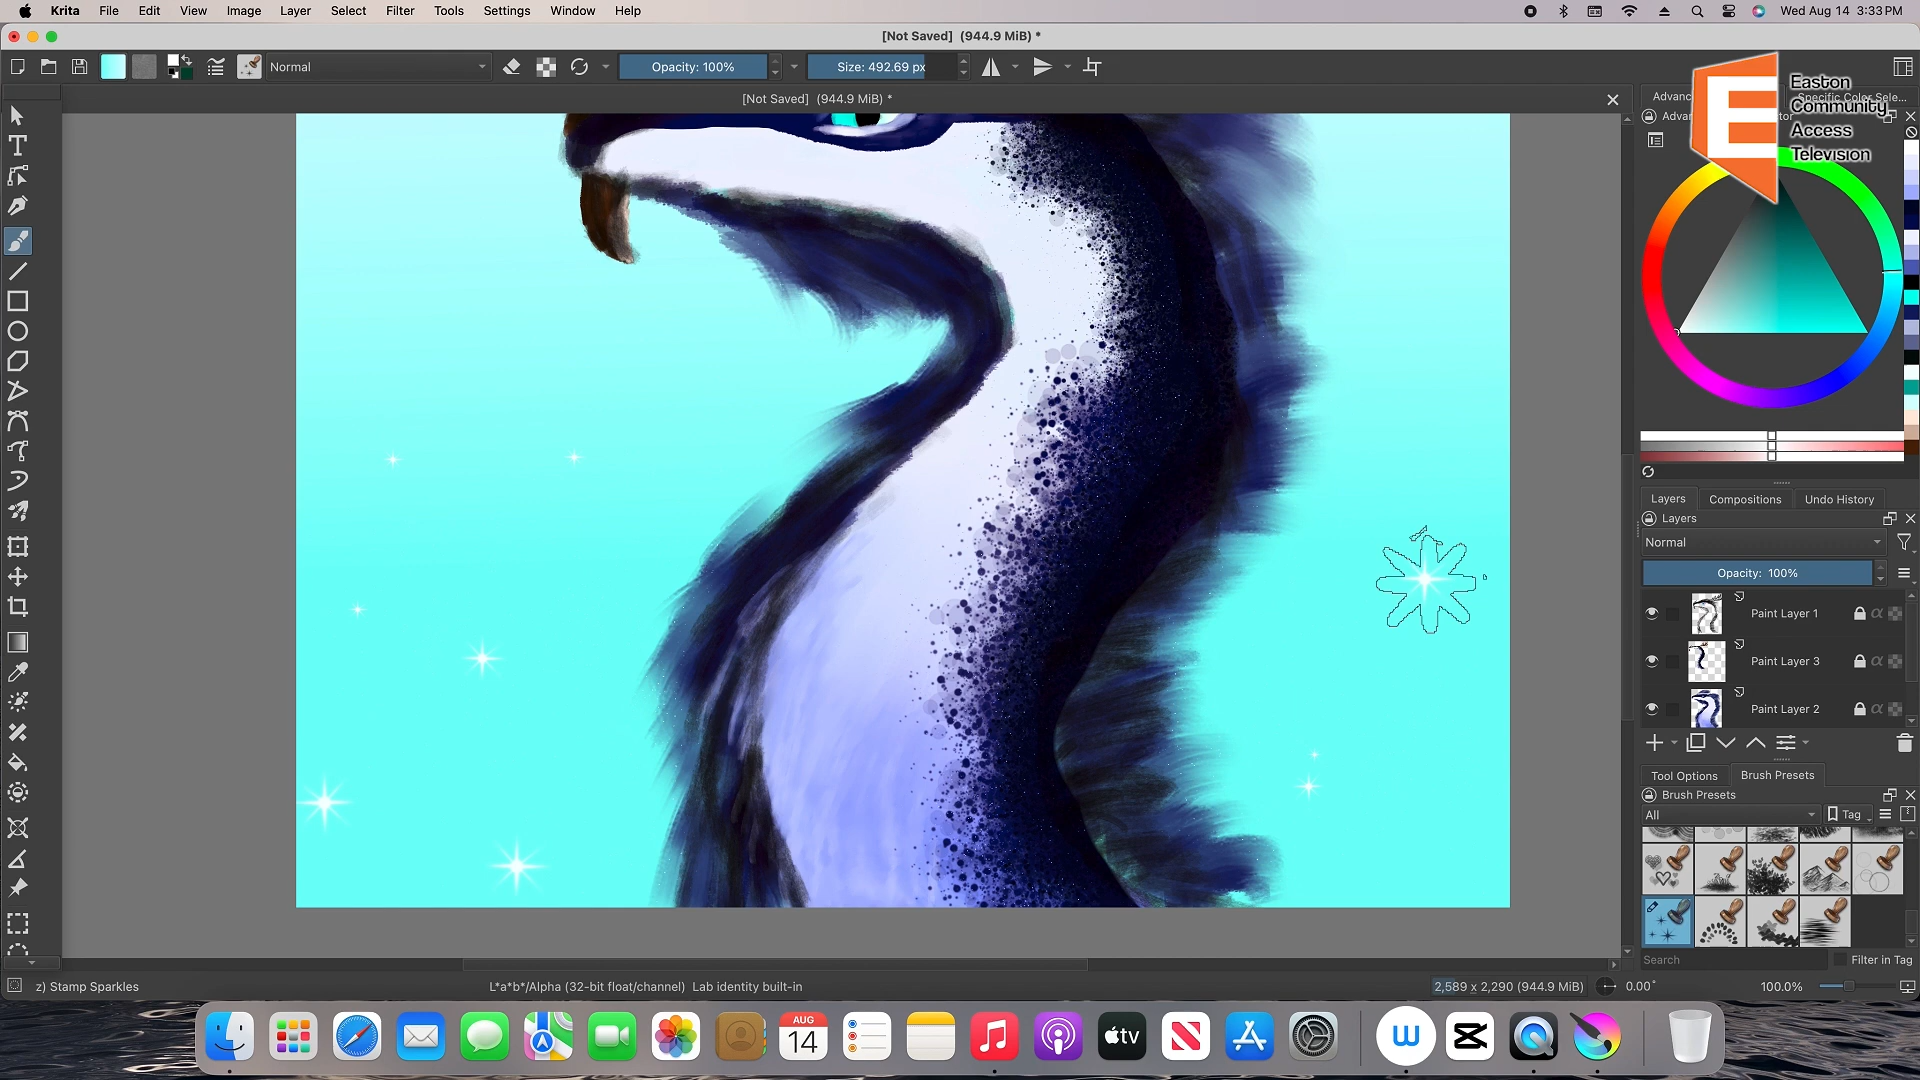 Krita File Edit View Image Layer Select Filter Tools Settings Window Help Wed Aug 14 3:33 PM
[Not Saved] (944.9 MiB) *
Normal Opacity: 100% Size: 492.69 px
[Not Saved] (944.9 MiB) *
Easton
Community
Access
Television
Specific Color Sele...
Layers Compositions Undo History
Layers
Normal
Opacity: 100%
Paint Layer 1
Paint Layer 3
Paint Layer 2
Tool Options Brush Presets
Brush Presets
All Tag
Search Filter in Tag
z) Stamp Sparkles L*a*b*/Alpha (32-bit float/channel) Lab identity built-in 2,589 x 2,290 (944.9 MiB) 0.00° 100.0%
AUG
14
tv